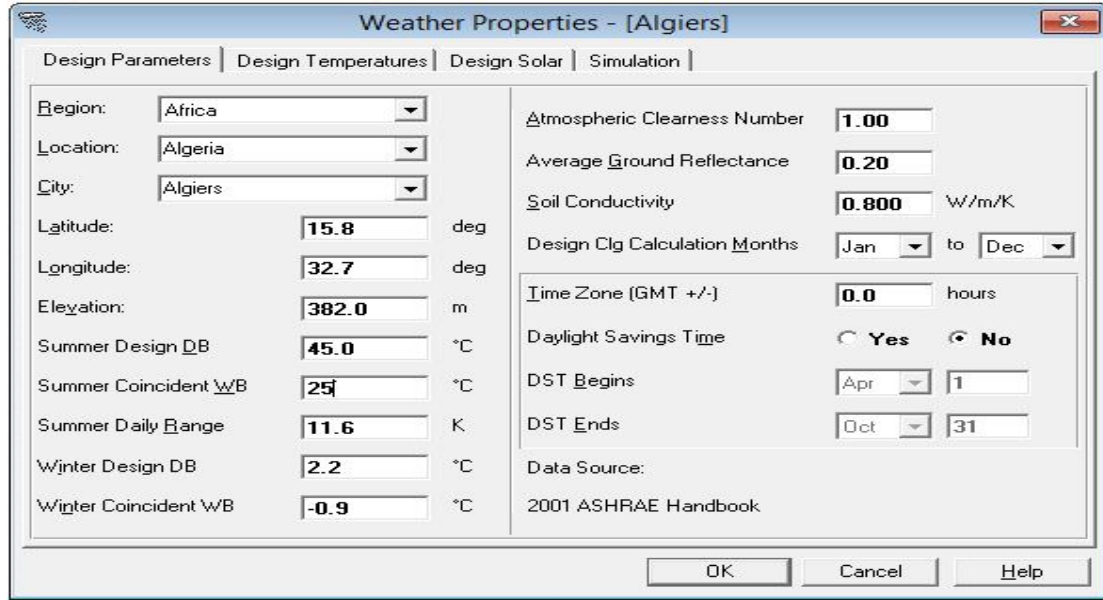 Weather Properties - [Algiers]
Design Parameters Design Temperatures Design Solar Simulation
Region: Africa
Location: Algeria
City: Algiers
Latitude: 15.8 deg
Longitude: 32.7 deg
Elevation: 382.0 m
Summer Design DB 45.0 °C
Summer Coincident WB 25 °C
Summer Daily Range 11.6 K
Winter Design DB 2.2 °C
Winter Coincident WB -0.9 °C
Atmospheric Clearness Number 1.00
Average Ground Reflectance 0.20
Soil Conductivity 0.800 W/m/K
Design Clg Calculation Months Jan to Dec
Time Zone (GMT +/-) 0.0 hours
Daylight Savings Time Yes No
DST Begins Apr 1
DST Ends Oct 31
Data Source:
2001 ASHRAE Handbook
OK Cancel Help